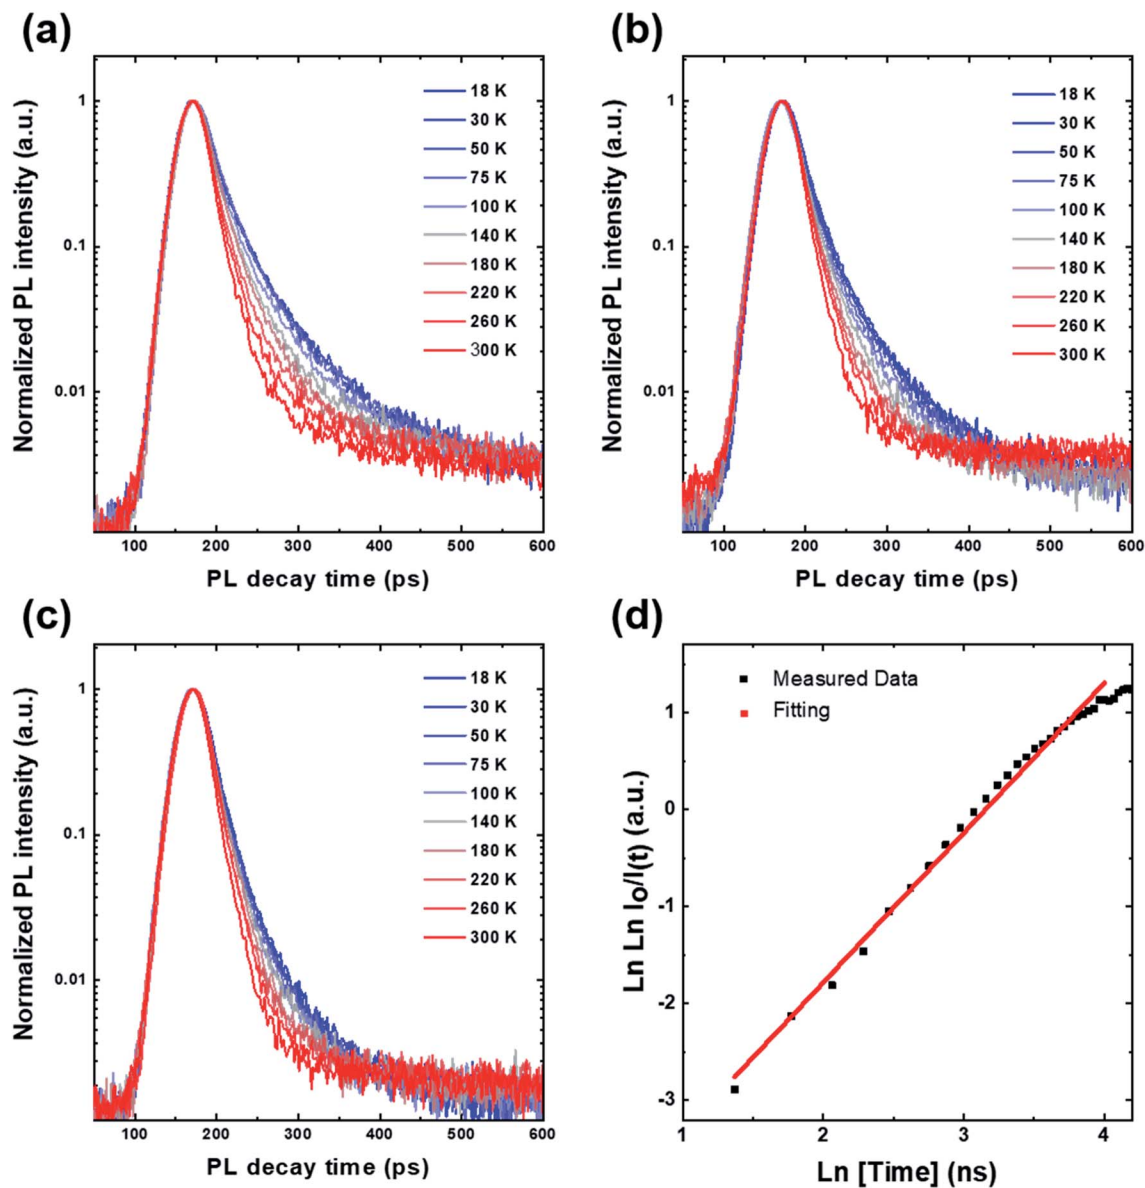 (a)
Normalized PL intensity (a.u.)
1
0.1
0.01
18 K
30 K
50 K
75 K
100 K
140 K
180 K
220 K
260 K
300 K
100 200 300 400 500 600
PL decay time (ps)
(b)
Normalized PL intensity (a.u.)
1
0.1
0.01
18 K
30 K
50 K
75 K
100 K
140 K
180 K
220 K
260 K
300 K
100 200 300 400 500 600
PL decay time (ps)
(c)
Normalized PL intensity (a.u.)
1
0.1
0.01
18 K
30 K
50 K
75 K
100 K
140 K
180 K
220 K
260 K
300 K
100 200 300 400 500 600
PL decay time (ps)
(d)
Ln Ln I₀/I(t) (a.u.)
1
0
-1
-2
-3
Measured Data
Fitting
1 2 3 4
Ln [Time] (ns)